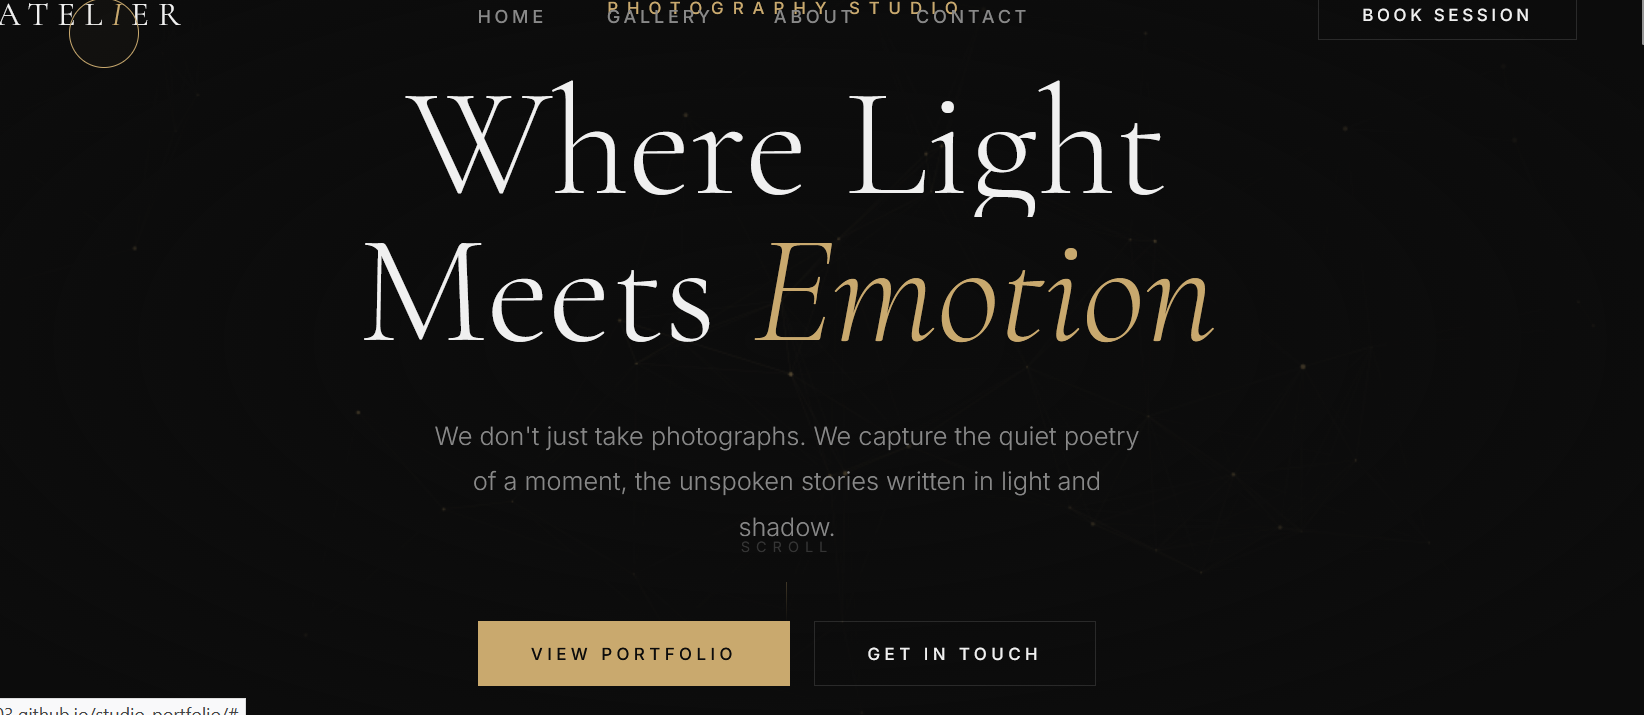 ATELIER
HOME GALLERY ABOUT CONTACT
BOOK SESSION
PHOTOGRAPHY STUDIO
Where Light
Meets Emotion
We don't just take photographs. We capture the quiet poetry
of a moment, the unspoken stories written in light and
shadow.
SCROLL
VIEW PORTFOLIO
GET IN TOUCH
github.io/studio-portfolio/#